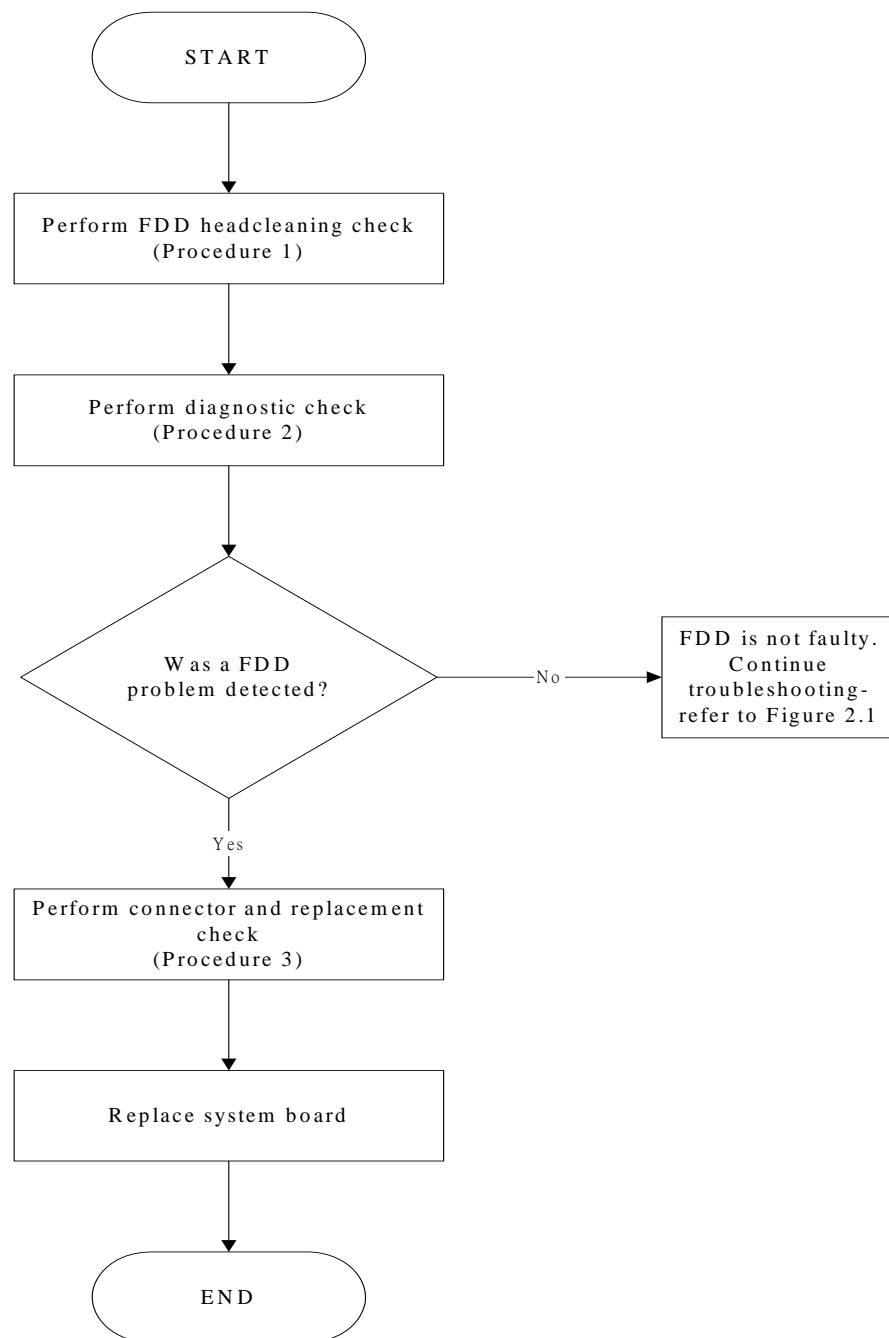 START
Perform FDD headcleaning check
(Procedure 1)
Perform diagnostic check
(Procedure 2)
Was a FDD
problem detected?
No
FDD is not faulty.
Continue
troubleshooting-
refer to Figure 2.1
Yes
Perform connector and replacement
check
(Procedure 3)
Replace system board
END